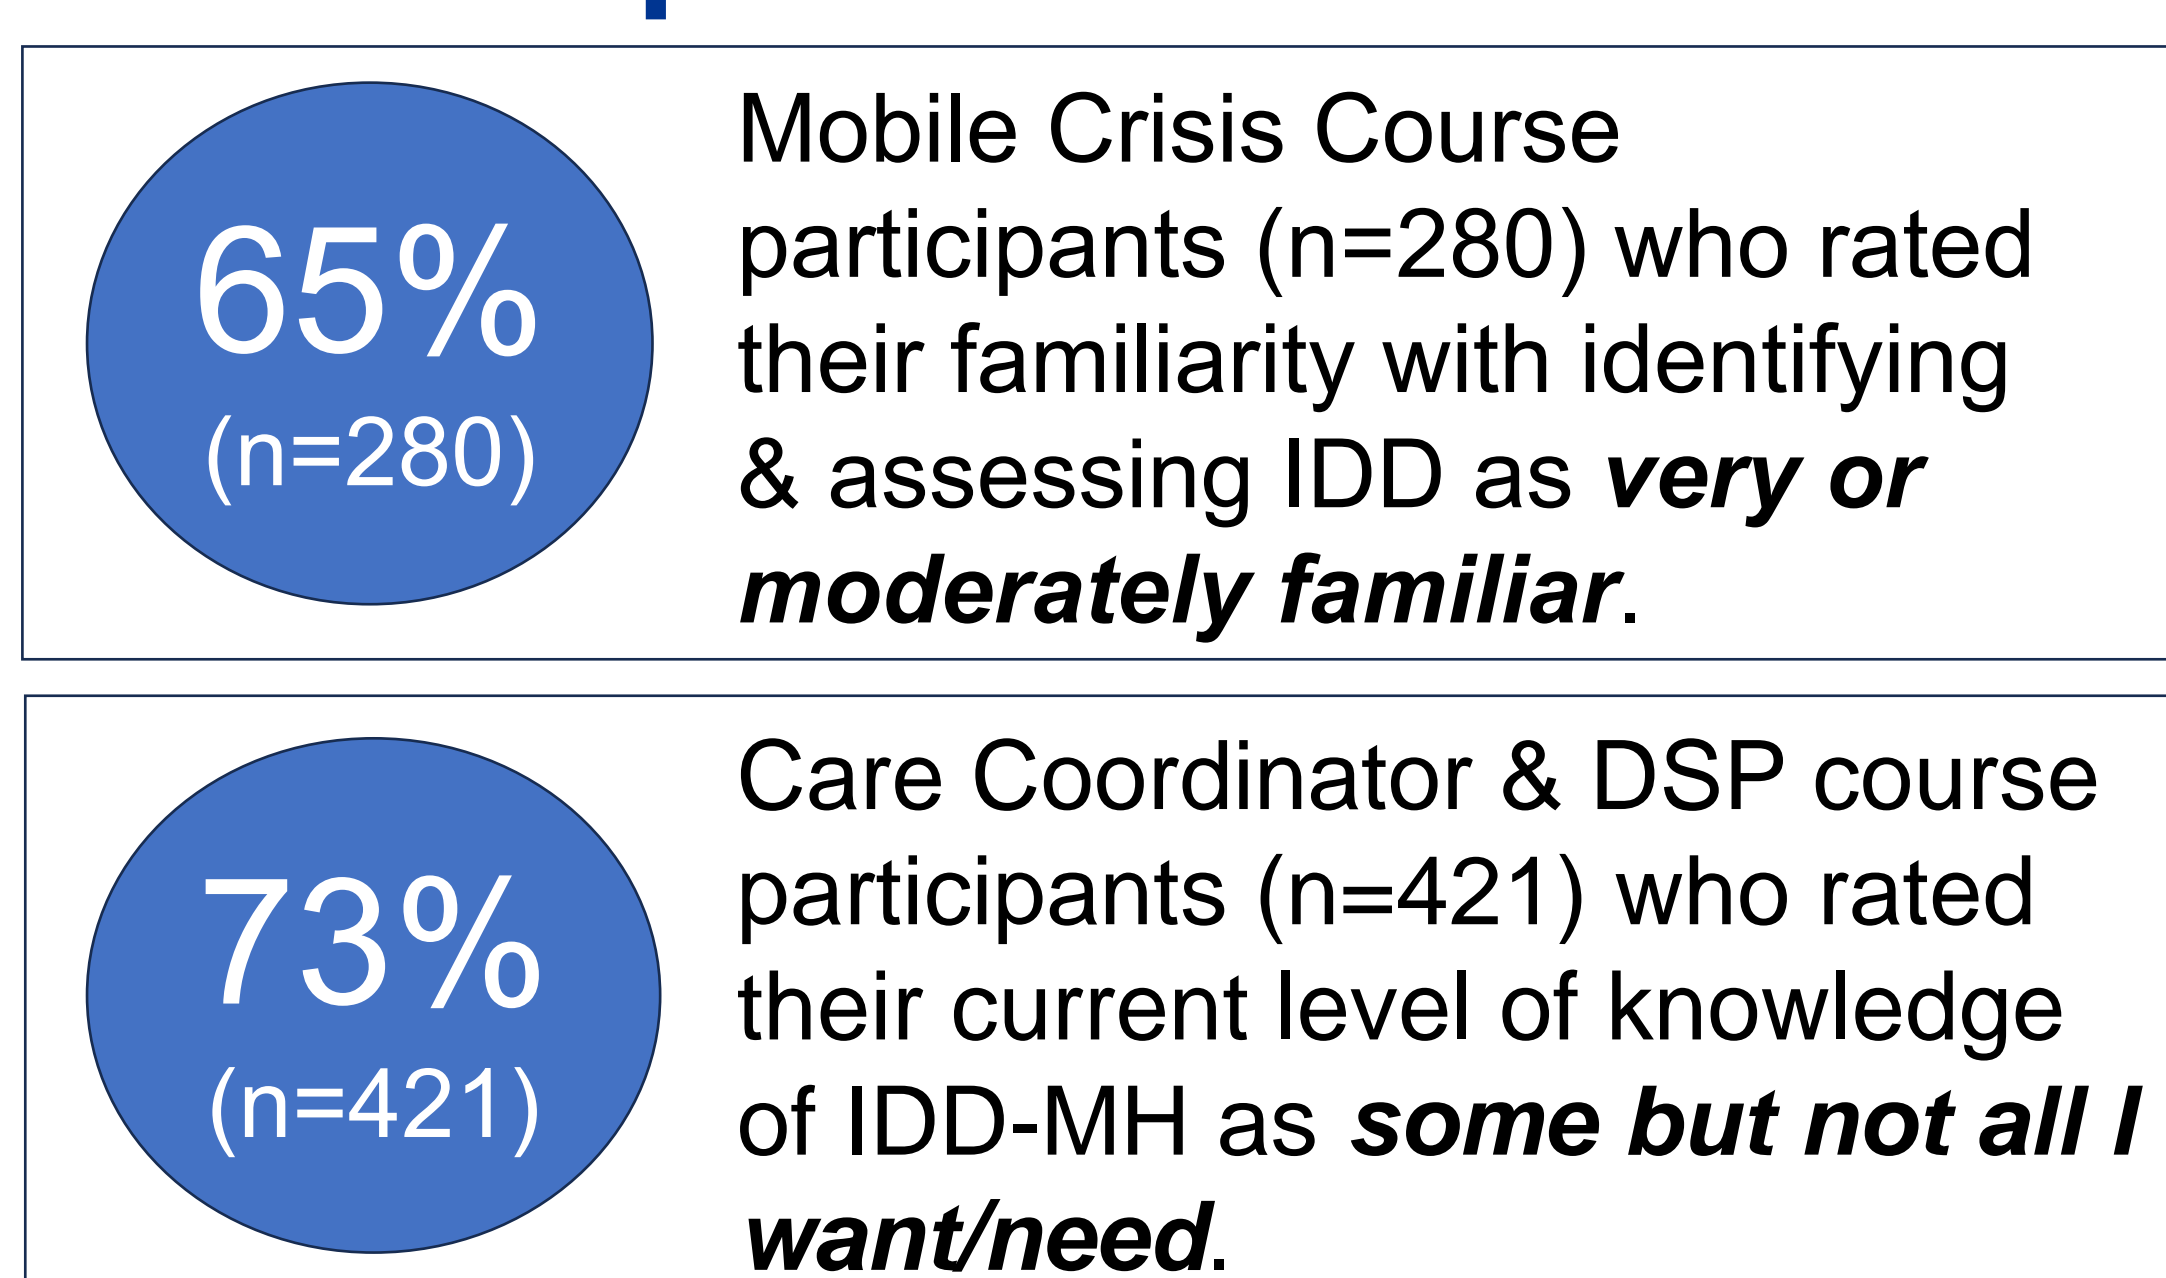 65%
(n=280)
Mobile Crisis Course
participants (n=280) who rated
their familiarity with identifying
& assessing IDD as very or
moderately familiar.
73%
(n=421)
Care Coordinator & DSP course
participants (n=421) who rated
their current level of knowledge
of IDD-MH as some but not all I
want/need.